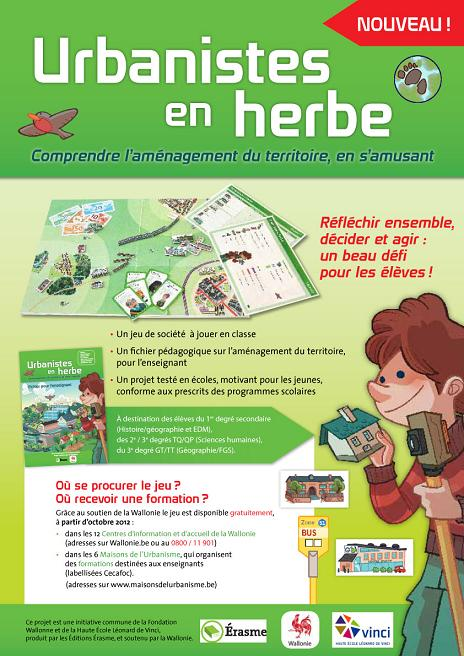 NOUVEAU !
Urbanistes
en herbe
Comprendre l'aménagement du territoire, en s'amusant
Réfléchir ensemble,
décider et agir :
un beau défi
pour les élèves !
• Un jeu de société à jouer en classe
• Un fichier pédagogique sur l'aménagement du territoire,
pour l'enseignant
• Un projet testé en écoles, motivant pour les jeunes,
conforme aux prescrits des programmes scolaires
Urbanistes
en herbe
À destination des élèves du 1er degré secondaire
(Histoire/géographie et EDM),
des 2e / 3e degrés TQ/QP (Sciences humaines),
du 3e degré GT/TT (Géographie/FGS).
Où se procurer le jeu ?
Où recevoir une formation ?
Grâce au soutien de la Wallonie le jeu est disponible gratuitement,
à partir d'octobre 2012 :
• dans les 12 Centres d'information et d'accueil de la Wallonie
(adresses sur Wallonie.be ou au 0800 / 11 901)
• dans les 6 Maisons de l'Urbanisme, qui organisent
des formations destinées aux enseignants
(labellisées Cecafoc).
(adresses sur www.maisonsdelurbanisme.be)
Zone 51
BUS
Ce projet est une initiative commune de la Fondation
Wallonne et de la Haute École Léonard de Vinci,
produit par les Éditions Érasme, et soutenu par la Wallonie.
Érasme
Wallonie
vinci
HAUTE ÉCOLE LÉONARD DE VINCI